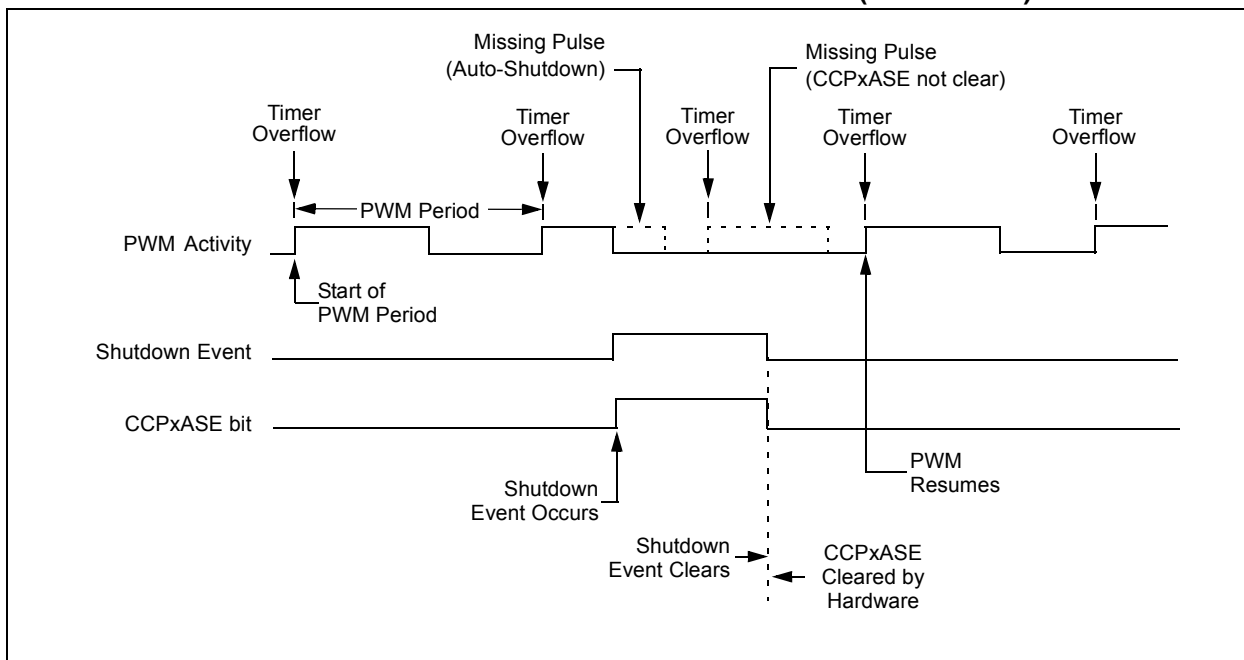 Missing Pulse
(Auto-Shutdown)
Missing Pulse
(CCPxASE not clear)
Timer
Overflow
Timer
Overflow
Timer
Overflow
Timer
Overflow
Timer
Overflow
PWM Period
PWM Activity
Start of
PWM Period
Shutdown Event
CCPxASE bit
Shutdown
Event Occurs
PWM
Resumes
Shutdown
Event Clears
CCPxASE
Cleared by
Hardware